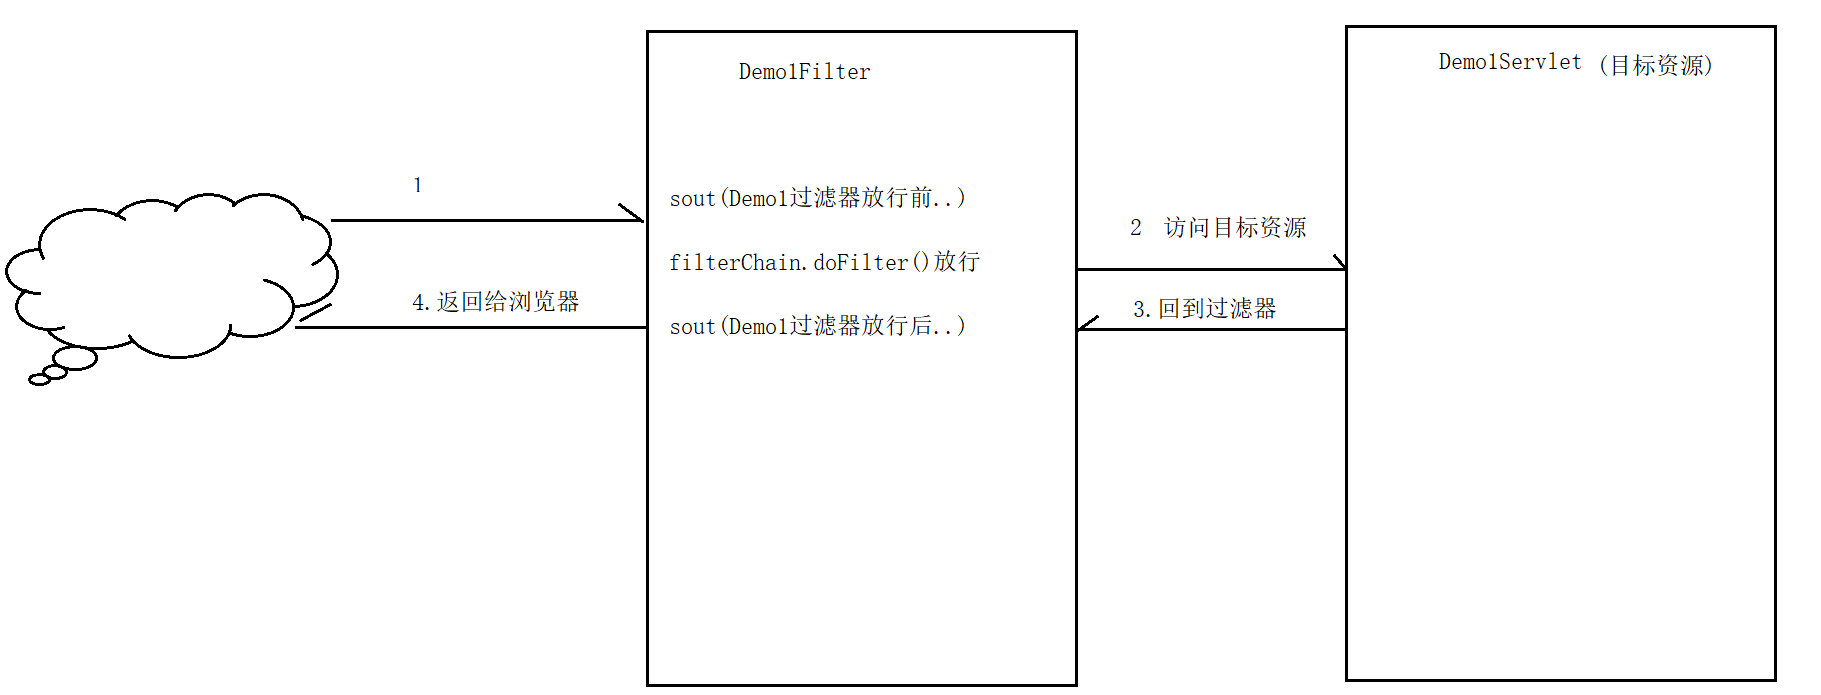 Demo1Filter
Demo1Servlet (目标资源)
1
sout(Demo1过滤器放行前..)
2 访问目标资源
filterChain.doFilter()放行
4.返回给浏览器
3.回到过滤器
sout(Demo1过滤器放行后..)